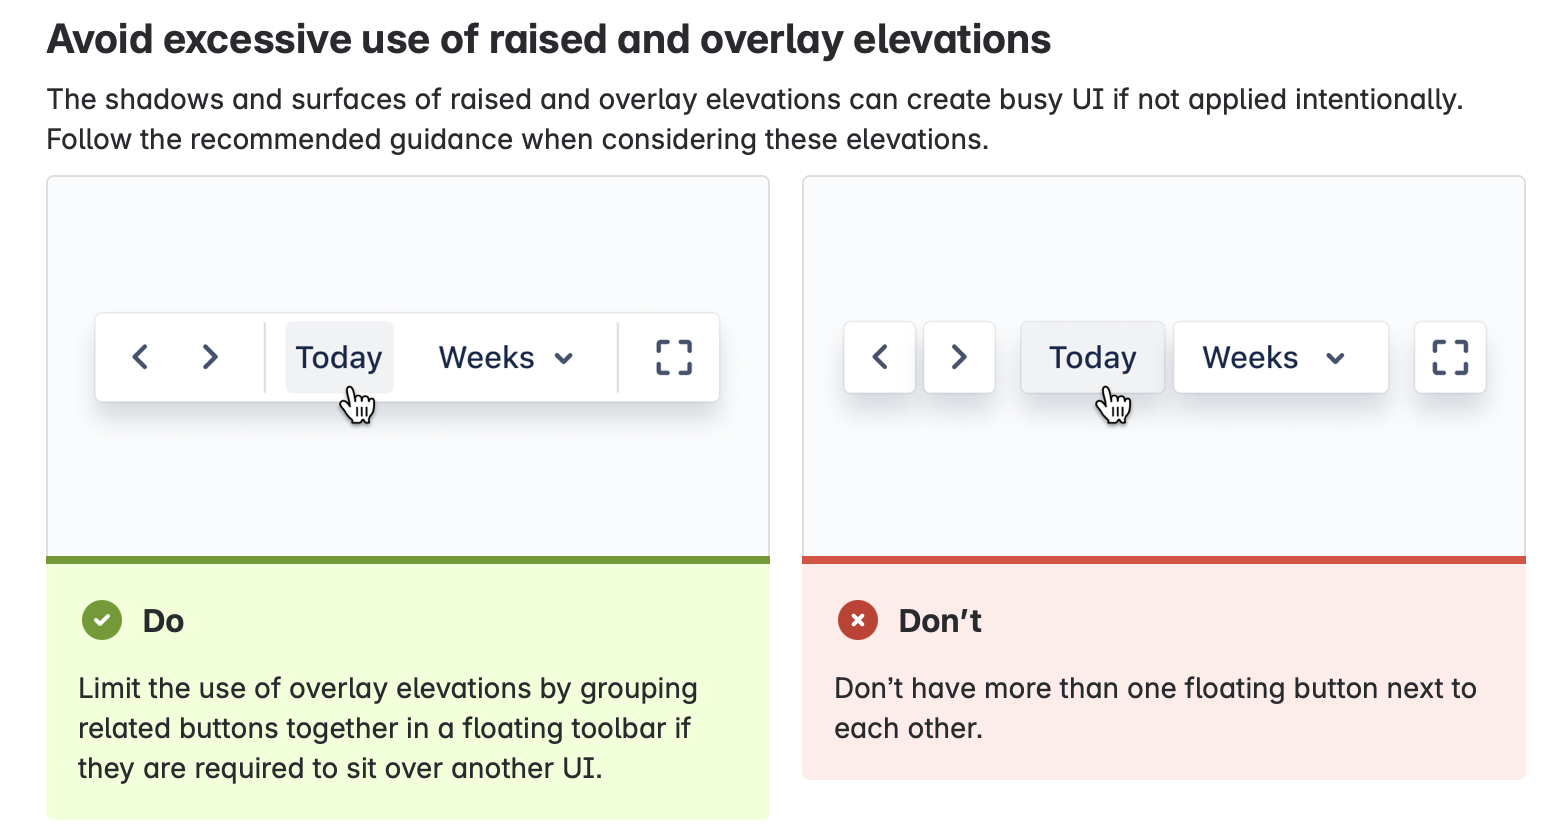 Avoid excessive use of raised and overlay elevations
The shadows and surfaces of raised and overlay elevations can create busy UI if not applied intentionally.
Follow the recommended guidance when considering these elevations.
Today Weeks
Today Weeks
Do
Limit the use of overlay elevations by grouping
related buttons together in a floating toolbar if
they are required to sit over another UI.
Don’t
Don’t have more than one floating button next to
each other.